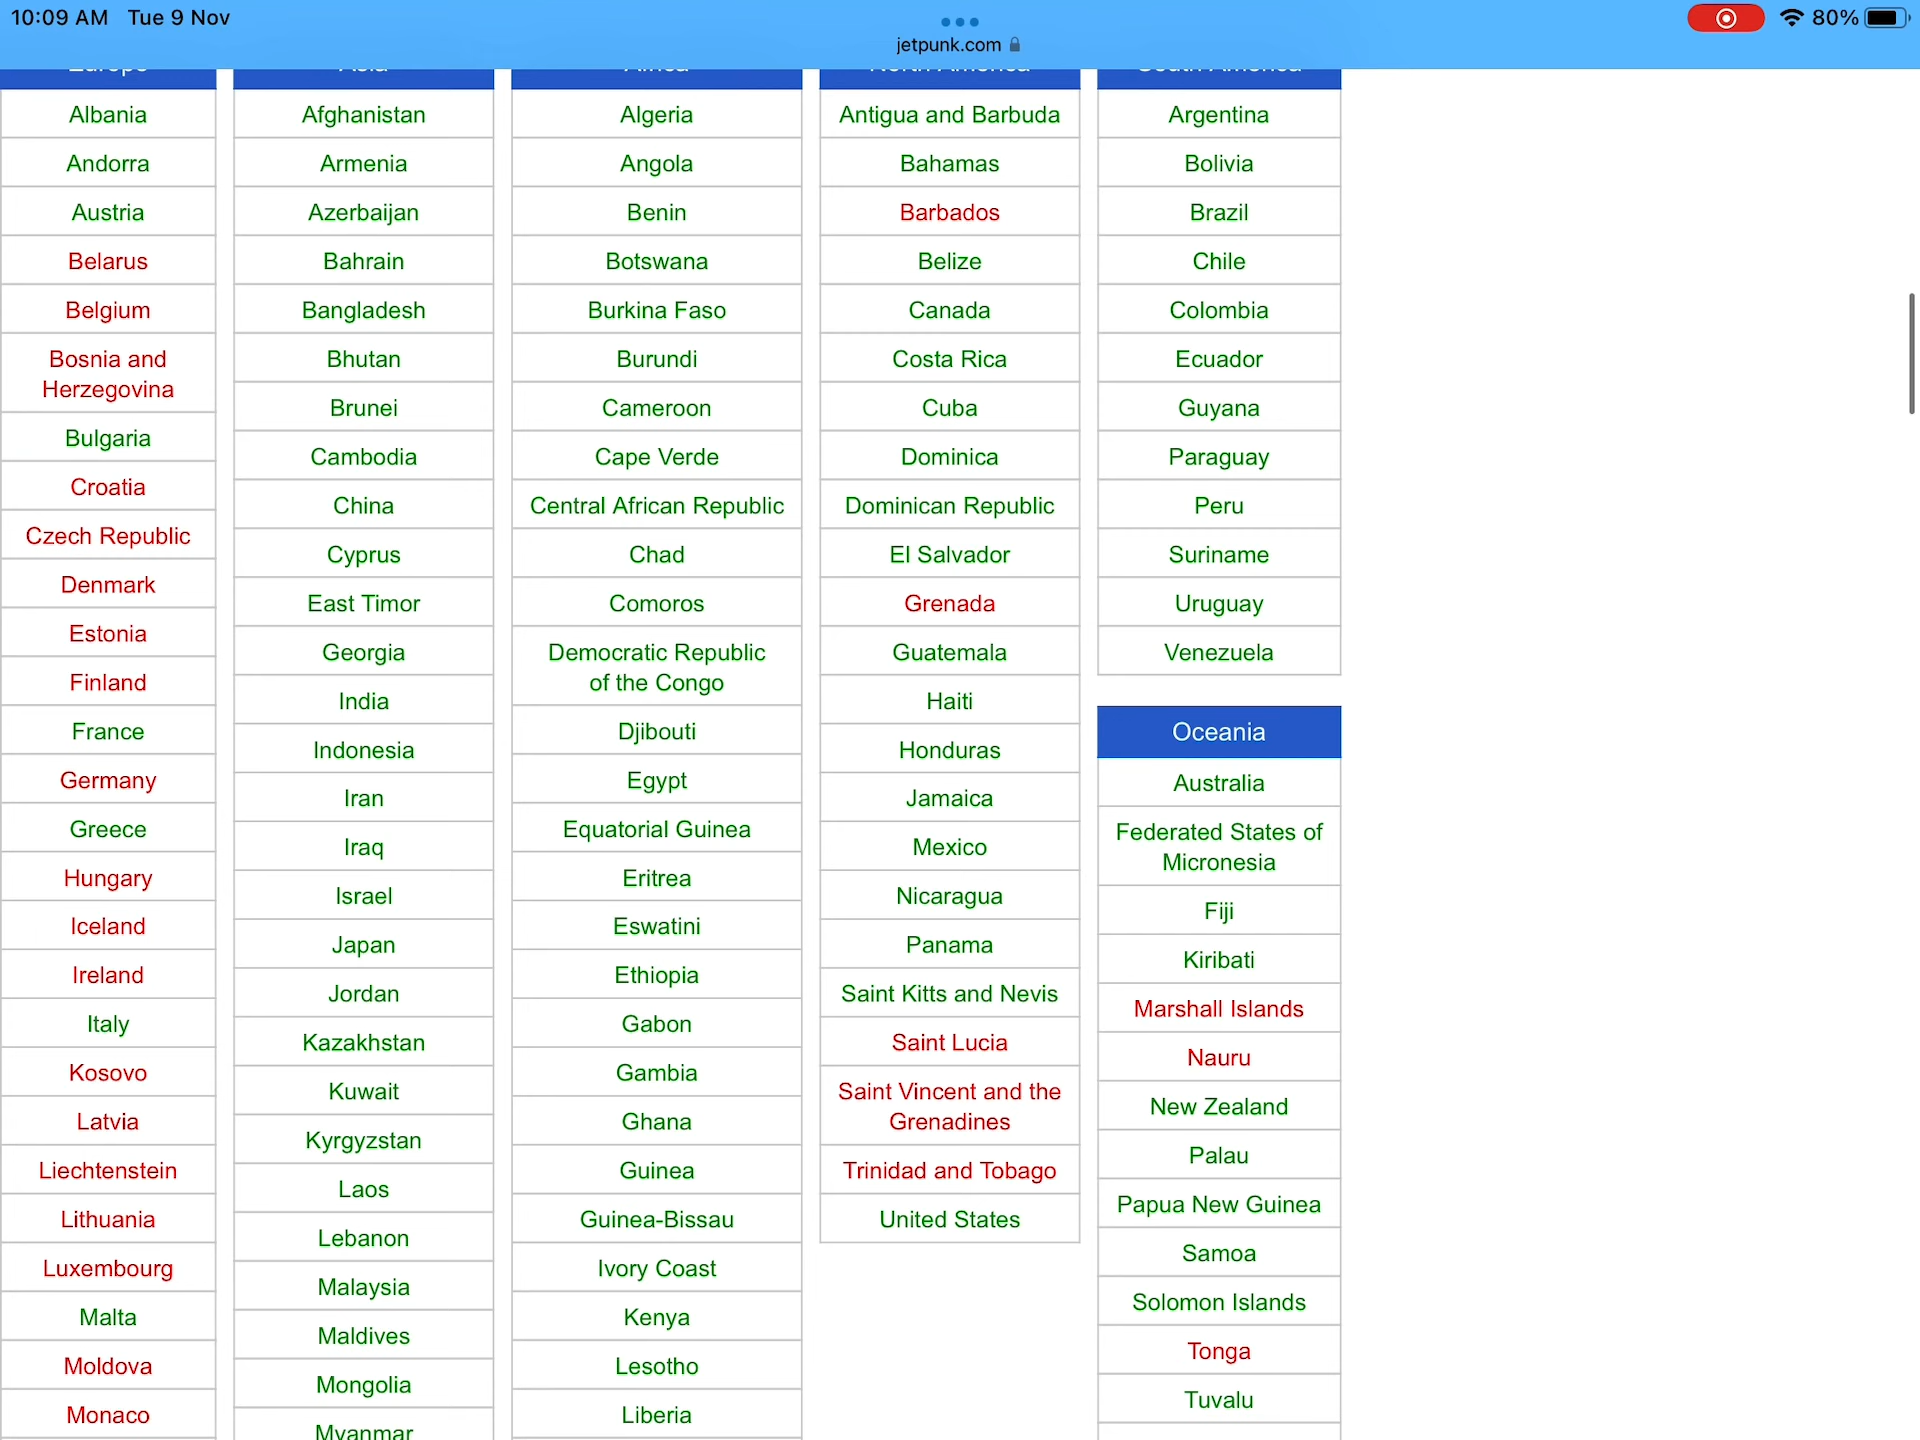 10:09 AM Tue 9 Nov
80%
jetpunk.com
Europe
Albania
Andorra
Austria
Belarus
Belgium
Bosnia and
Herzegovina
Bulgaria
Croatia
Czech Republic
Denmark
Estonia
Finland
France
Germany
Greece
Hungary
Iceland
Ireland
Italy
Kosovo
Latvia
Liechtenstein
Lithuania
Luxembourg
Malta
Moldova
Monaco
Asia
Afghanistan
Armenia
Azerbaijan
Bahrain
Bangladesh
Bhutan
Brunei
Cambodia
China
Cyprus
East Timor
Georgia
India
Indonesia
Iran
Iraq
Israel
Japan
Jordan
Kazakhstan
Kuwait
Kyrgyzstan
Laos
Lebanon
Malaysia
Maldives
Mongolia
Myanmar
Africa
Algeria
Angola
Benin
Botswana
Burkina Faso
Burundi
Cameroon
Cape Verde
Central African Republic
Chad
Comoros
Democratic Republic
of the Congo
Djibouti
Egypt
Equatorial Guinea
Eritrea
Eswatini
Ethiopia
Gabon
Gambia
Ghana
Guinea
Guinea-Bissau
Ivory Coast
Kenya
Lesotho
Liberia
North America
Antigua and Barbuda
Bahamas
Barbados
Belize
Canada
Costa Rica
Cuba
Dominica
Dominican Republic
El Salvador
Grenada
Guatemala
Haiti
Honduras
Jamaica
Mexico
Nicaragua
Panama
Saint Kitts and Nevis
Saint Lucia
Saint Vincent and the
Grenadines
Trinidad and Tobago
United States
South America
Argentina
Bolivia
Brazil
Chile
Colombia
Ecuador
Guyana
Paraguay
Peru
Suriname
Uruguay
Venezuela
Oceania
Australia
Federated States of
Micronesia
Fiji
Kiribati
Marshall Islands
Nauru
New Zealand
Palau
Papua New Guinea
Samoa
Solomon Islands
Tonga
Tuvalu